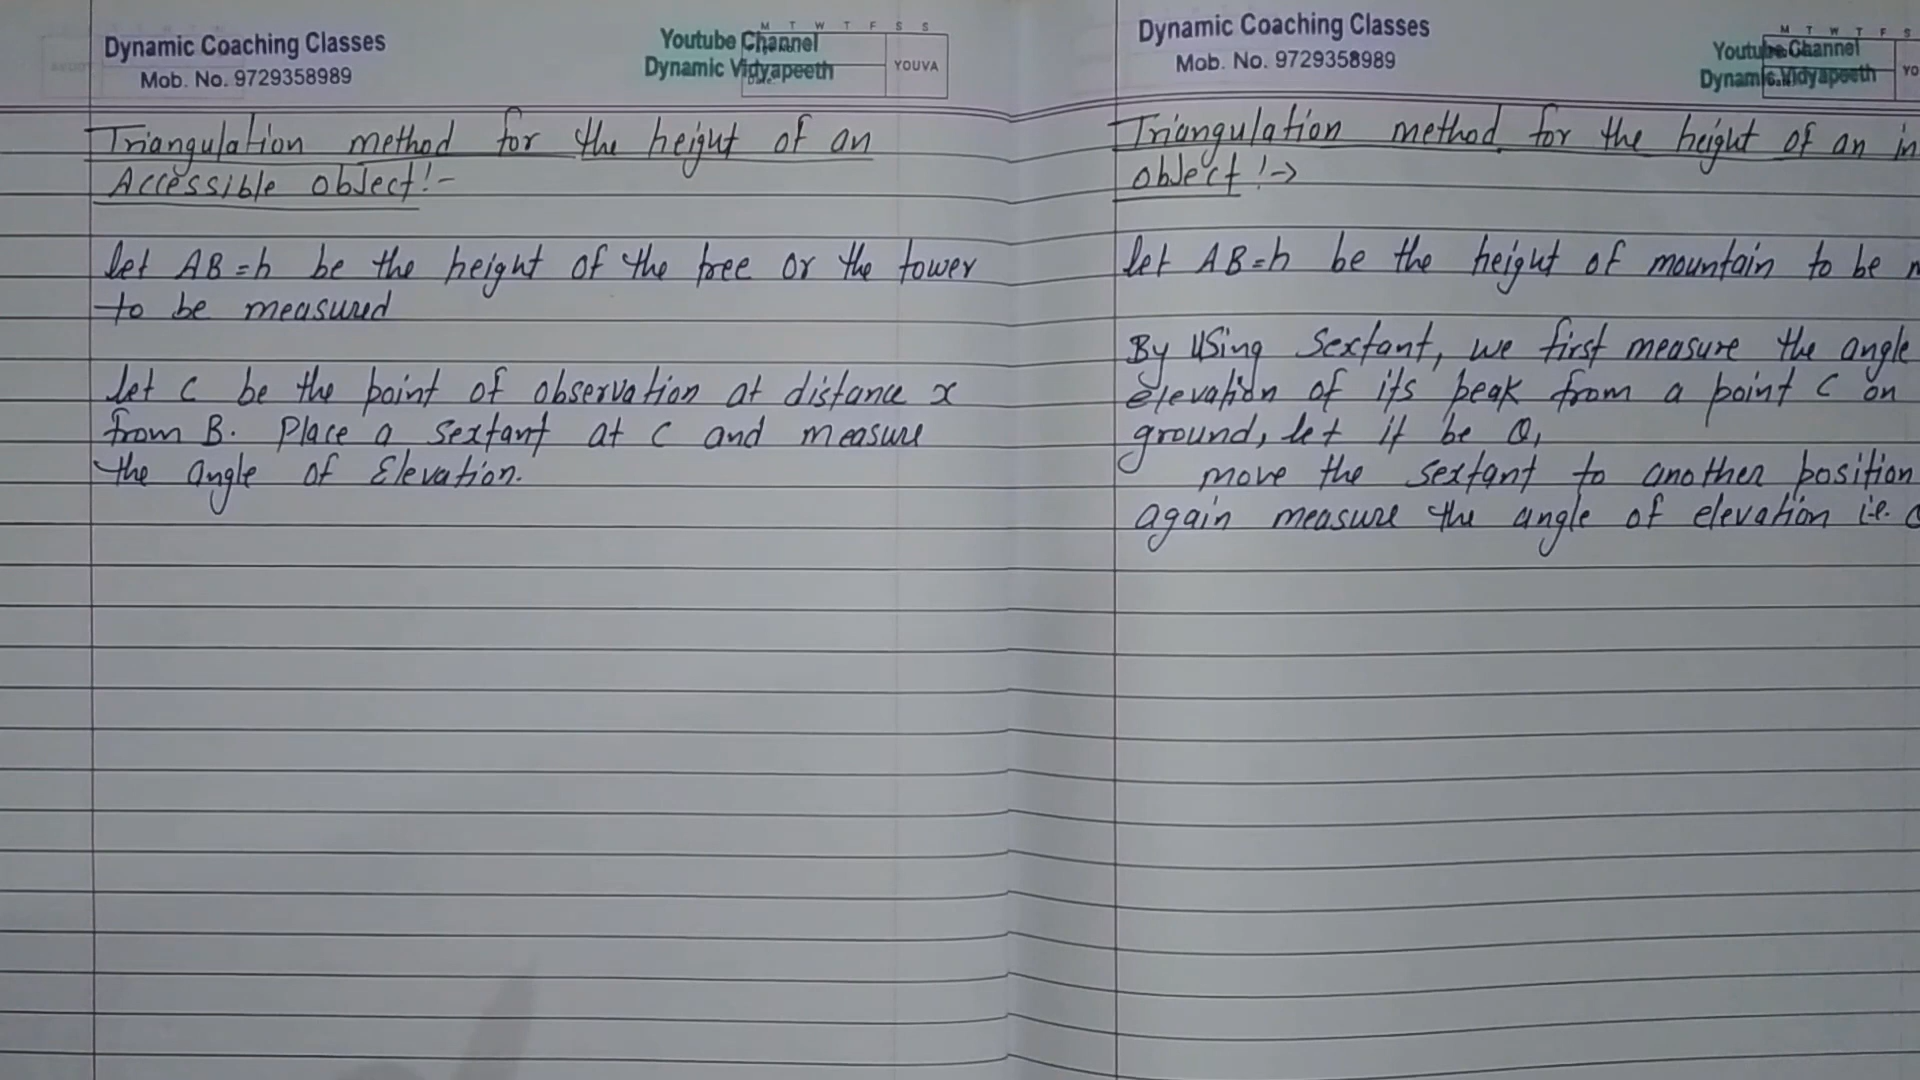 Dynamic Coaching Classes
Mob. No. 9729358989
Youtube Channel
Dynamic Vidyapeeth
M T W T F S S
YOUVA
Triangulation method for the height of an
Accessible object:-
let AB = h be the height of the tree or the tower
to be measured
let C be the point of observation at distance x
from B. Place a sextant at C and measure
the angle of Elevation.
Dynamic Coaching Classes
Mob. No. 9729358989
Youtube Channel
Dynamic Vidyapeeth
M T W T F S
YO
Triangulation method for the height of an in
object :→
let AB = h be the height of mountain to be
By using Sextant, we first measure the angle
elevation of its peak from a point C on
ground, let it be θ,
move the sextant to another position
again measure the angle of elevation i.e.